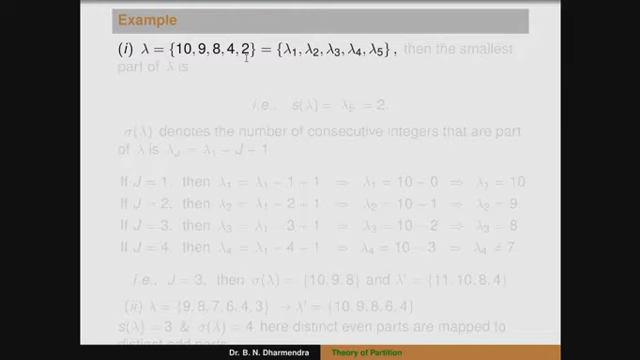 Example
(i) λ = {10, 9, 8, 4, 2} = {λ₁, λ₂, λ₃, λ₄, λ₅} , then the smallest
part of λ is
i.e., s(λ) = λ₅ = 2.
σ(λ) denotes the number of consecutive integers that are part
of λ is λ_J = λ₁ − J + 1
If J = 1, then λ₁ = λ₁ − 1 + 1 ⇒ λ₁ = 10 − 0 ⇒ λ₁ = 10
If J = 2, then λ₂ = λ₁ − 2 + 1 ⇒ λ₂ = 10 − 1 ⇒ λ₂ = 9
If J = 3, then λ₃ = λ₁ − 3 + 1 ⇒ λ₃ = 10 − 2 ⇒ λ₃ = 8
If J = 4, then λ₄ = λ₁ − 4 + 1 ⇒ λ₄ = 10 − 3 ⇒ λ₄ ≠ 7
i.e., J = 3, then σ(λ) = {10, 9, 8} and λ′ = {11, 10, 8, 4}
(ii) λ = {9, 8, 7, 6, 4, 3} → λ′ = {10, 9, 8, 6, 4}
s(λ) = 3 & σ(λ) = 4 here distinct even parts are mapped to
distinct odd parts
Dr. B. N. Dharmendra
Theory of Partition